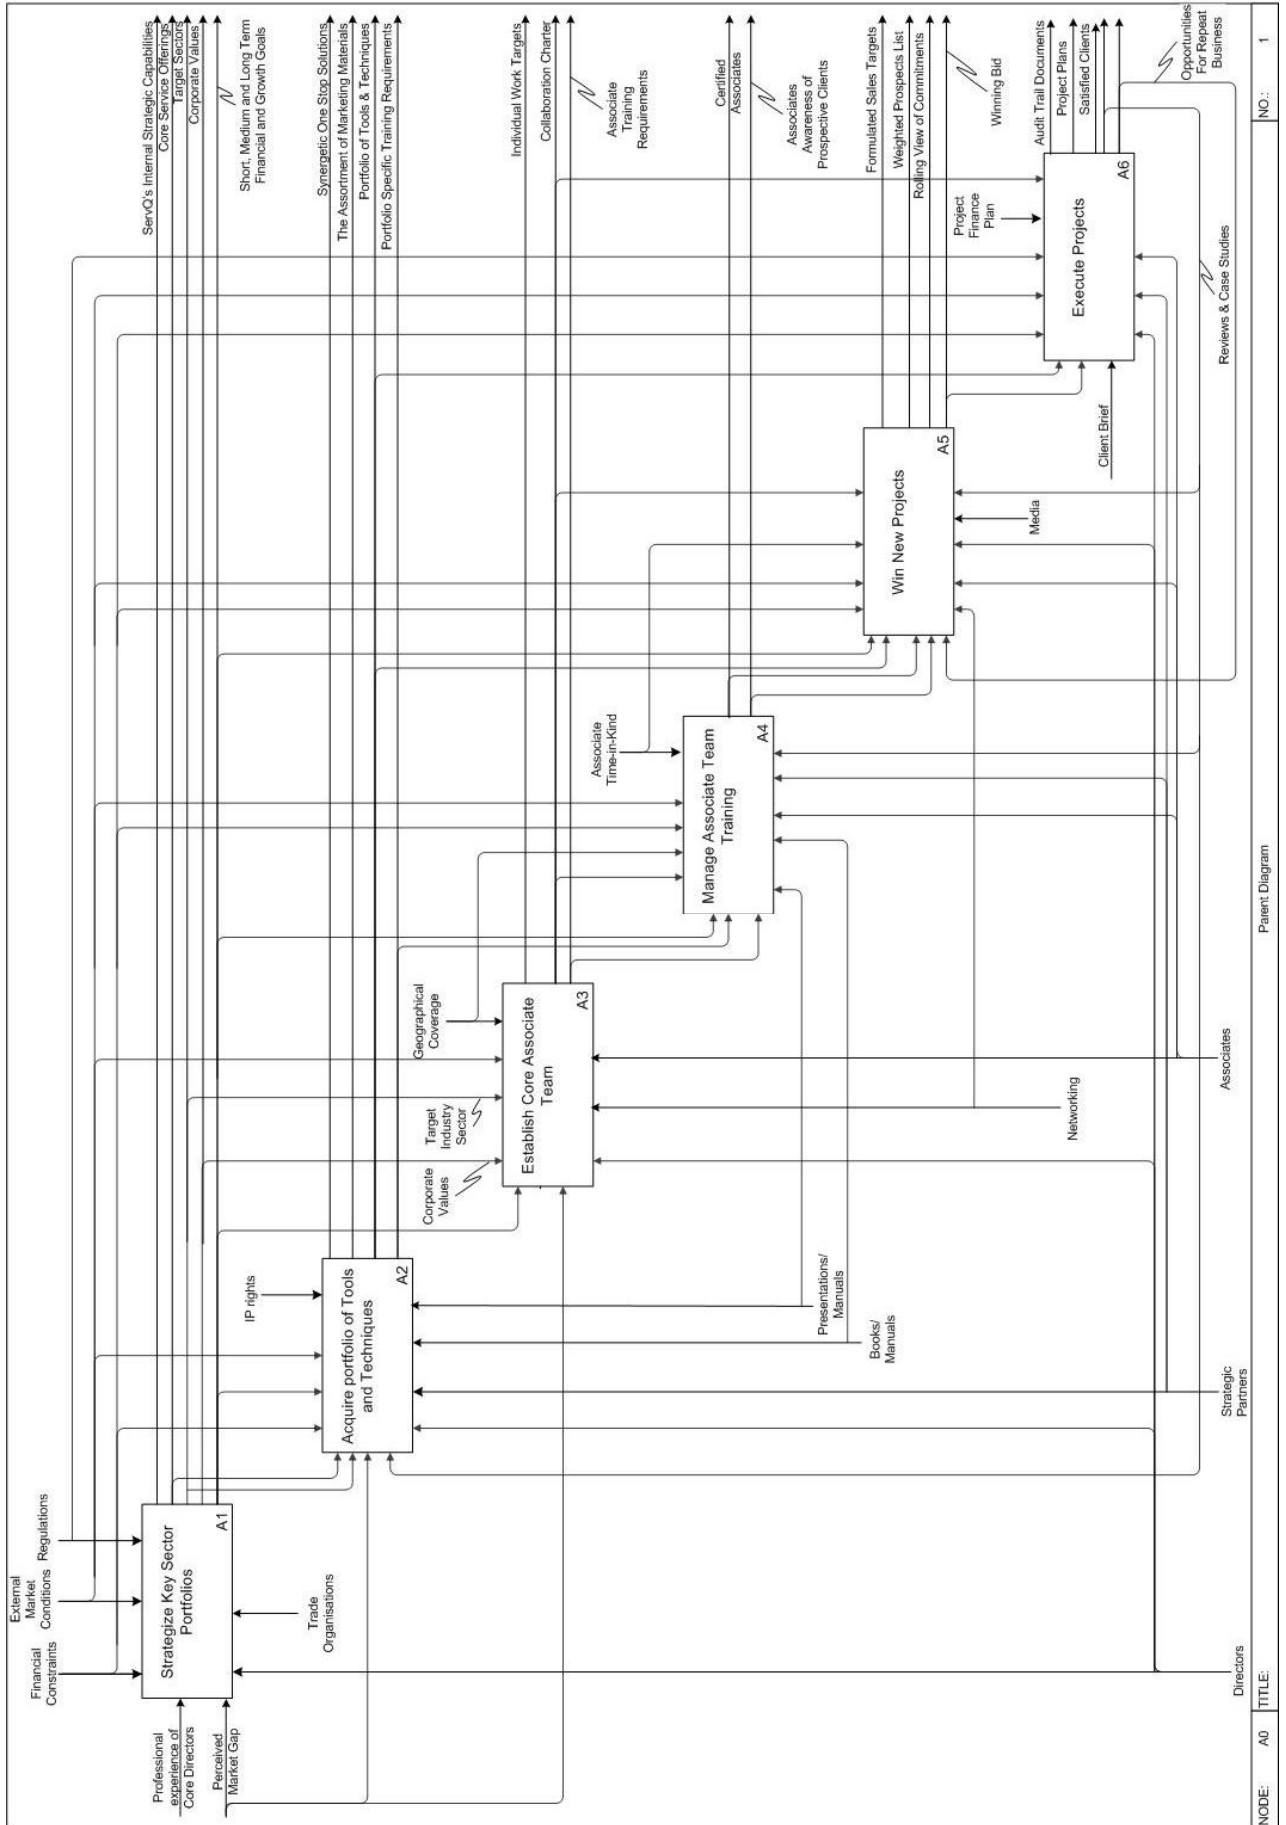 Financial
Constraints
External
Market
Conditions
Regulations
Professional
experience of
Core Directors
Perceived
Market Gap
Strategize Key Sector
Portfolios
A1
Trade
Organisations
Directors
ServQ's Internal Strategic Capabilities
Core Service Offerings
Target Sectors
Corporate Values
Short, Medium and Long Term
Financial and Growth Goals
IP rights
Acquire portfolio of Tools
and Techniques
A2
Synergetic One Stop Solutions
The Assortment of Marketing Materials
Portfolio of Tools & Techniques
Portfolio Specific Training Requirements
Strategic
Partners
Books/
Manuals
Presentations/
Manuals
Corporate
Values
Target
Industry
Sector
Geographical
Coverage
Establish Core Associate
Team
A3
Individual Work Targets
Collaboration Charter
Associate
Training
Requirements
Networking
Associates
Associate
Time-in-Kind
Manage Associate Team
Training
A4
Certified
Associates
Associates
Awareness of
Prospective Clients
Win New Projects
A5
Media
Formulated Sales Targets
Weighted Prospects List
Rolling View of Commitments
Winning Bid
Client Brief
Project
Finance
Plan
Execute Projects
A6
Audit Trail Documents
Project Plans
Satisfied Clients
Opportunities
For Repeat
Business
Reviews & Case Studies
NODE: A0
TITLE: Parent Diagram
NO.: 1